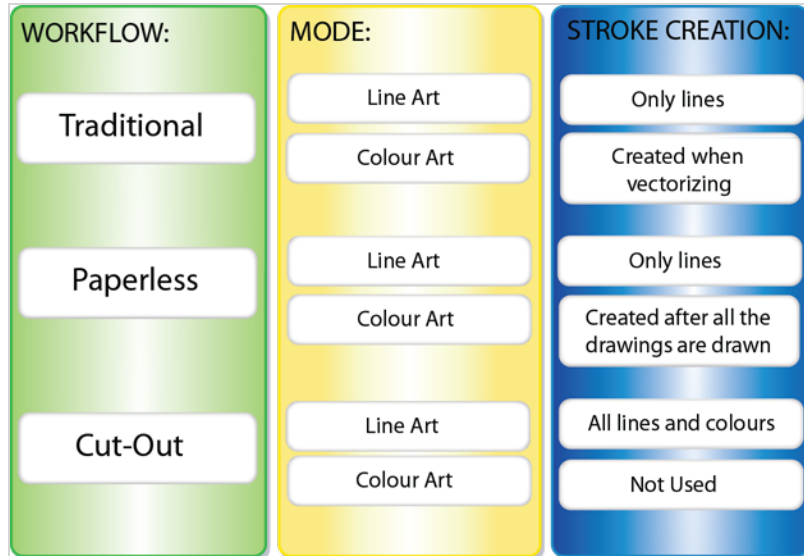 WORKFLOW:
MODE:
STROKE CREATION:
Traditional
Line Art
Only lines
Colour Art
Created when
vectorizing
Paperless
Line Art
Only lines
Colour Art
Created after all the
drawings are drawn
Cut-Out
Line Art
All lines and colours
Colour Art
Not Used